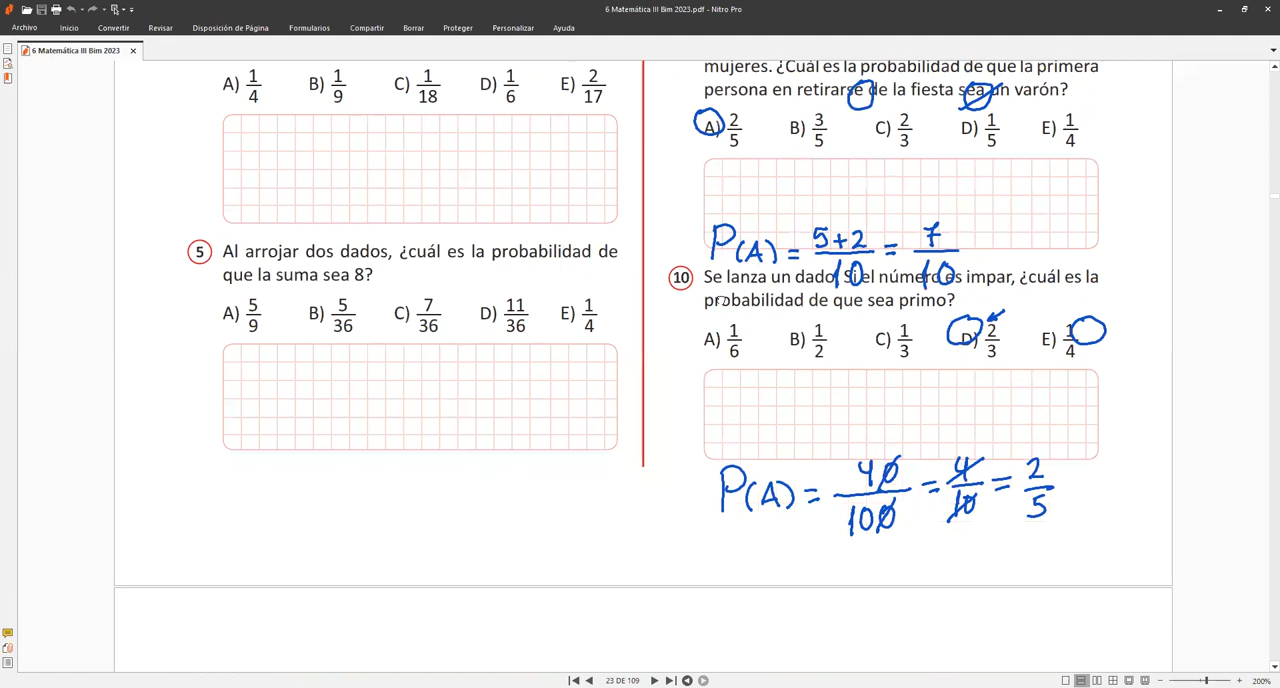 6 Matemática III Bim 2023.pdf - Nitro Pro
Archivo Inicio Convertir Revisar Disposición de Página Formularios Compartir Borrar Proteger Personalizar Ayuda
6 Matemática III Bim 2023
A) 1/4 B) 1/9 C) 1/18 D) 1/6 E) 2/17
5 Al arrojar dos dados, ¿cuál es la probabilidad de
que la suma sea 8?
A) 5/9 B) 5/36 C) 7/36 D) 11/36 E) 1/4
mujeres. ¿Cuál es la probabilidad de que la primera
persona en retirarse de la fiesta sea un varón?
A) 2/5 B) 3/5 C) 2/3 D) 1/5 E) 1/4
P(A) = 5+2/10 = 7/10
10 Se lanza un dado. Si el número es impar, ¿cuál es la
probabilidad de que sea primo?
A) 1/6 B) 1/2 C) 1/3 D) 2/3 E) 1/4
P(A) = 40/100 = 4/10 = 2/5
23 DE 109
200%